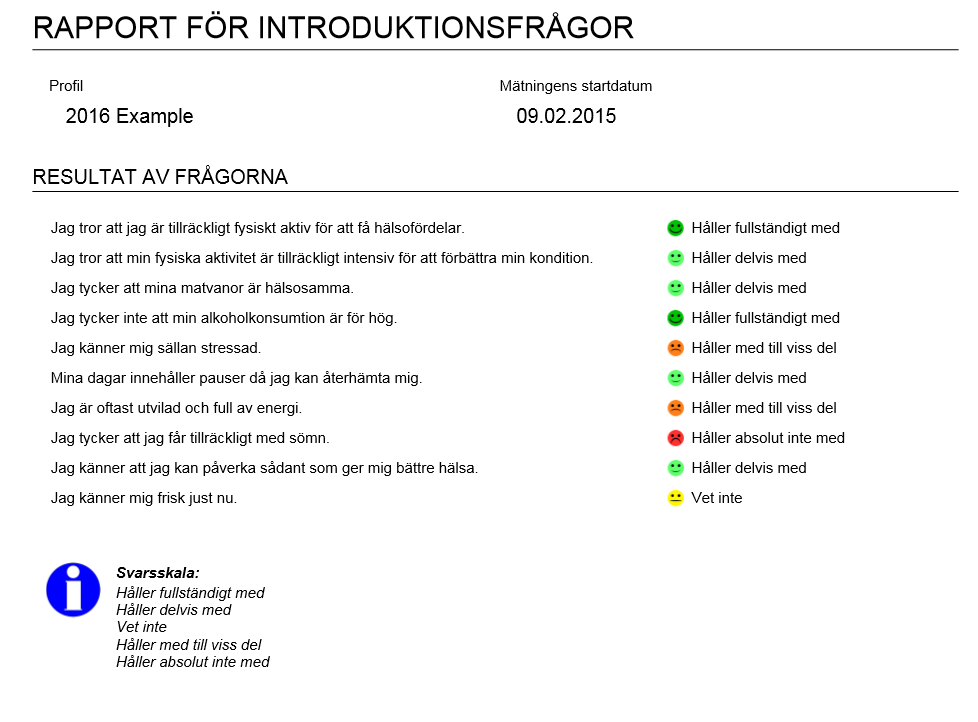 RAPPORT FÖR INTRODUKTIONSFRÅGOR
Profil Mätningens startdatum
2016 Example 09.02.2015
RESULTAT AV FRÅGORNA
Jag tror att jag är tillräckligt fysiskt aktiv för att få hälsofördelar. Håller fullständigt med
Jag tror att min fysiska aktivitet är tillräckligt intensiv för att förbättra min kondition. Håller delvis med
Jag tycker att mina matvanor är hälsosamma. Håller delvis med
Jag tycker inte att min alkoholkonsumtion är för hög. Håller fullständigt med
Jag känner mig sällan stressad. Håller med till viss del
Mina dagar innehåller pauser då jag kan återhämta mig. Håller delvis med
Jag är oftast utvilad och full av energi. Håller med till viss del
Jag tycker att jag får tillräckligt med sömn. Håller absolut inte med
Jag känner att jag kan påverka sådant som ger mig bättre hälsa. Håller delvis med
Jag känner mig frisk just nu. Vet inte
Svarsskala:
Håller fullständigt med
Håller delvis med
Vet inte
Håller med till viss del
Håller absolut inte med